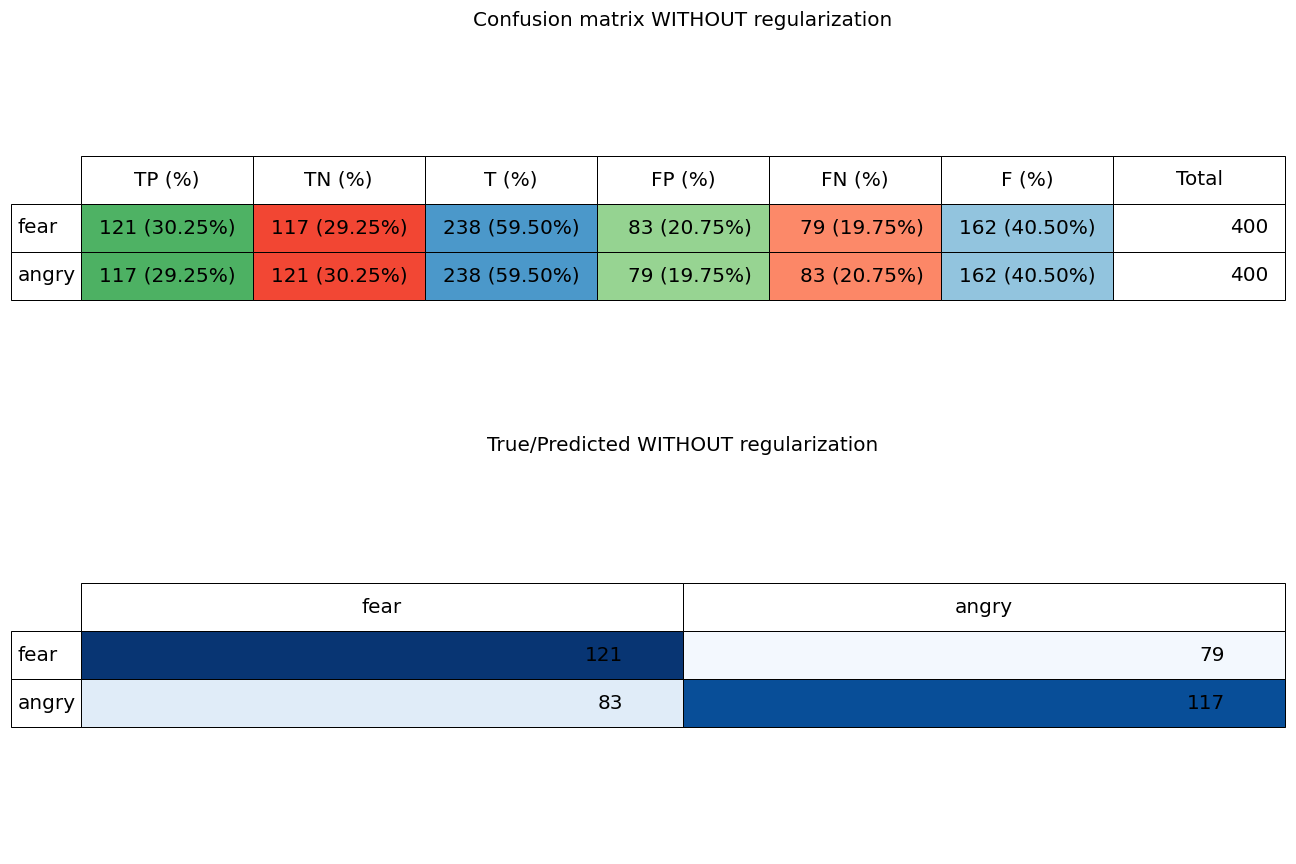 Confusion matrix WITHOUT regularization
TP (%) TN (%) T (%) FP (%) FN (%) F (%) Total
fear 121 (30.25%) 117 (29.25%) 238 (59.50%) 83 (20.75%) 79 (19.75%) 162 (40.50%) 400
angry 117 (29.25%) 121 (30.25%) 238 (59.50%) 79 (19.75%) 83 (20.75%) 162 (40.50%) 400
True/Predicted WITHOUT regularization
fear angry
fear 121 79
angry 83 117